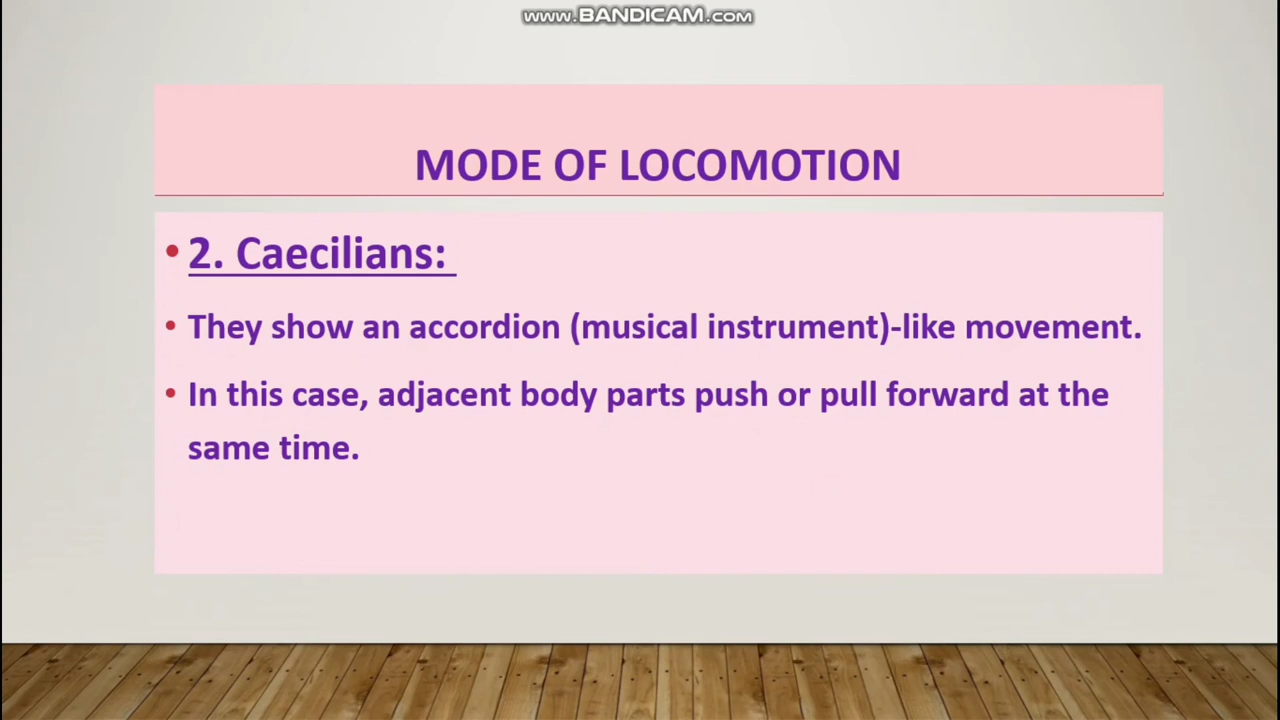 www.BANDICAM.com
MODE OF LOCOMOTION
• 2. Caecilians:
• They show an accordion (musical instrument)-like movement.
• In this case, adjacent body parts push or pull forward at the
same time.